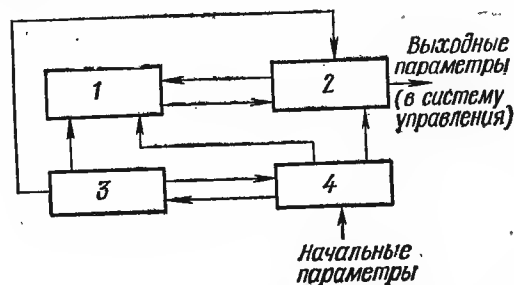 Выходные
параметры
(в систему
управления)
1
2
3
4
Начальные
параметры